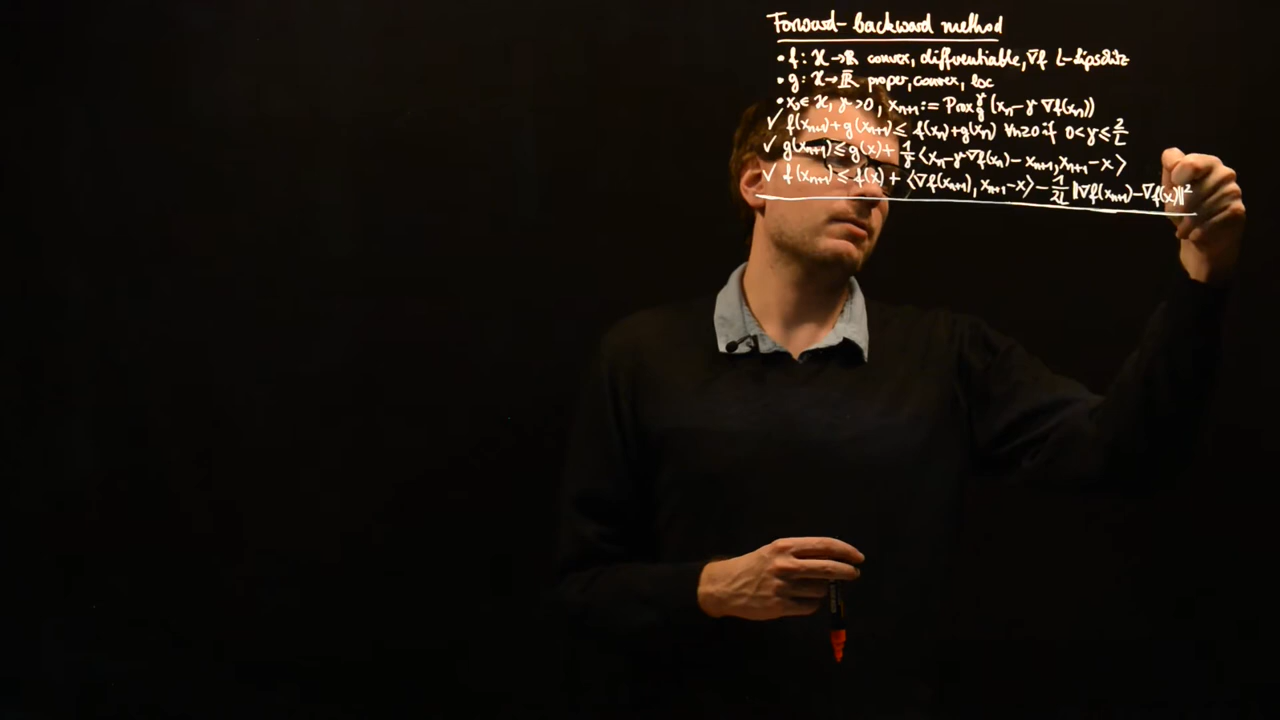 Forward-backward method
• f: ℋ→ℝ convex, differentiable, ∇f L-Lipschitz
• g: ℋ→ℝ̅ proper, convex, lsc
• x₀∈ ℋ, γ>0, xₙ₊₁ := Prox_g^γ (xₙ-γ ∇f(xₙ))
✓ f(xₙ₊₁)+g(xₙ₊₁) ≤ f(xₙ)+g(xₙ) ∀n≥0 if 0<γ≤2/L
✓ g(xₙ₊₁) ≤ g(x)+ 1/γ ⟨xₙ-γ∇f(xₙ)-xₙ₊₁, xₙ₊₁-x⟩
✓ f(xₙ₊₁) ≤ f(x)+ ⟨∇f(xₙ₊₁), xₙ₊₁-x⟩- 1/2L ‖∇f(xₙ₊₁)-∇f(x)‖²